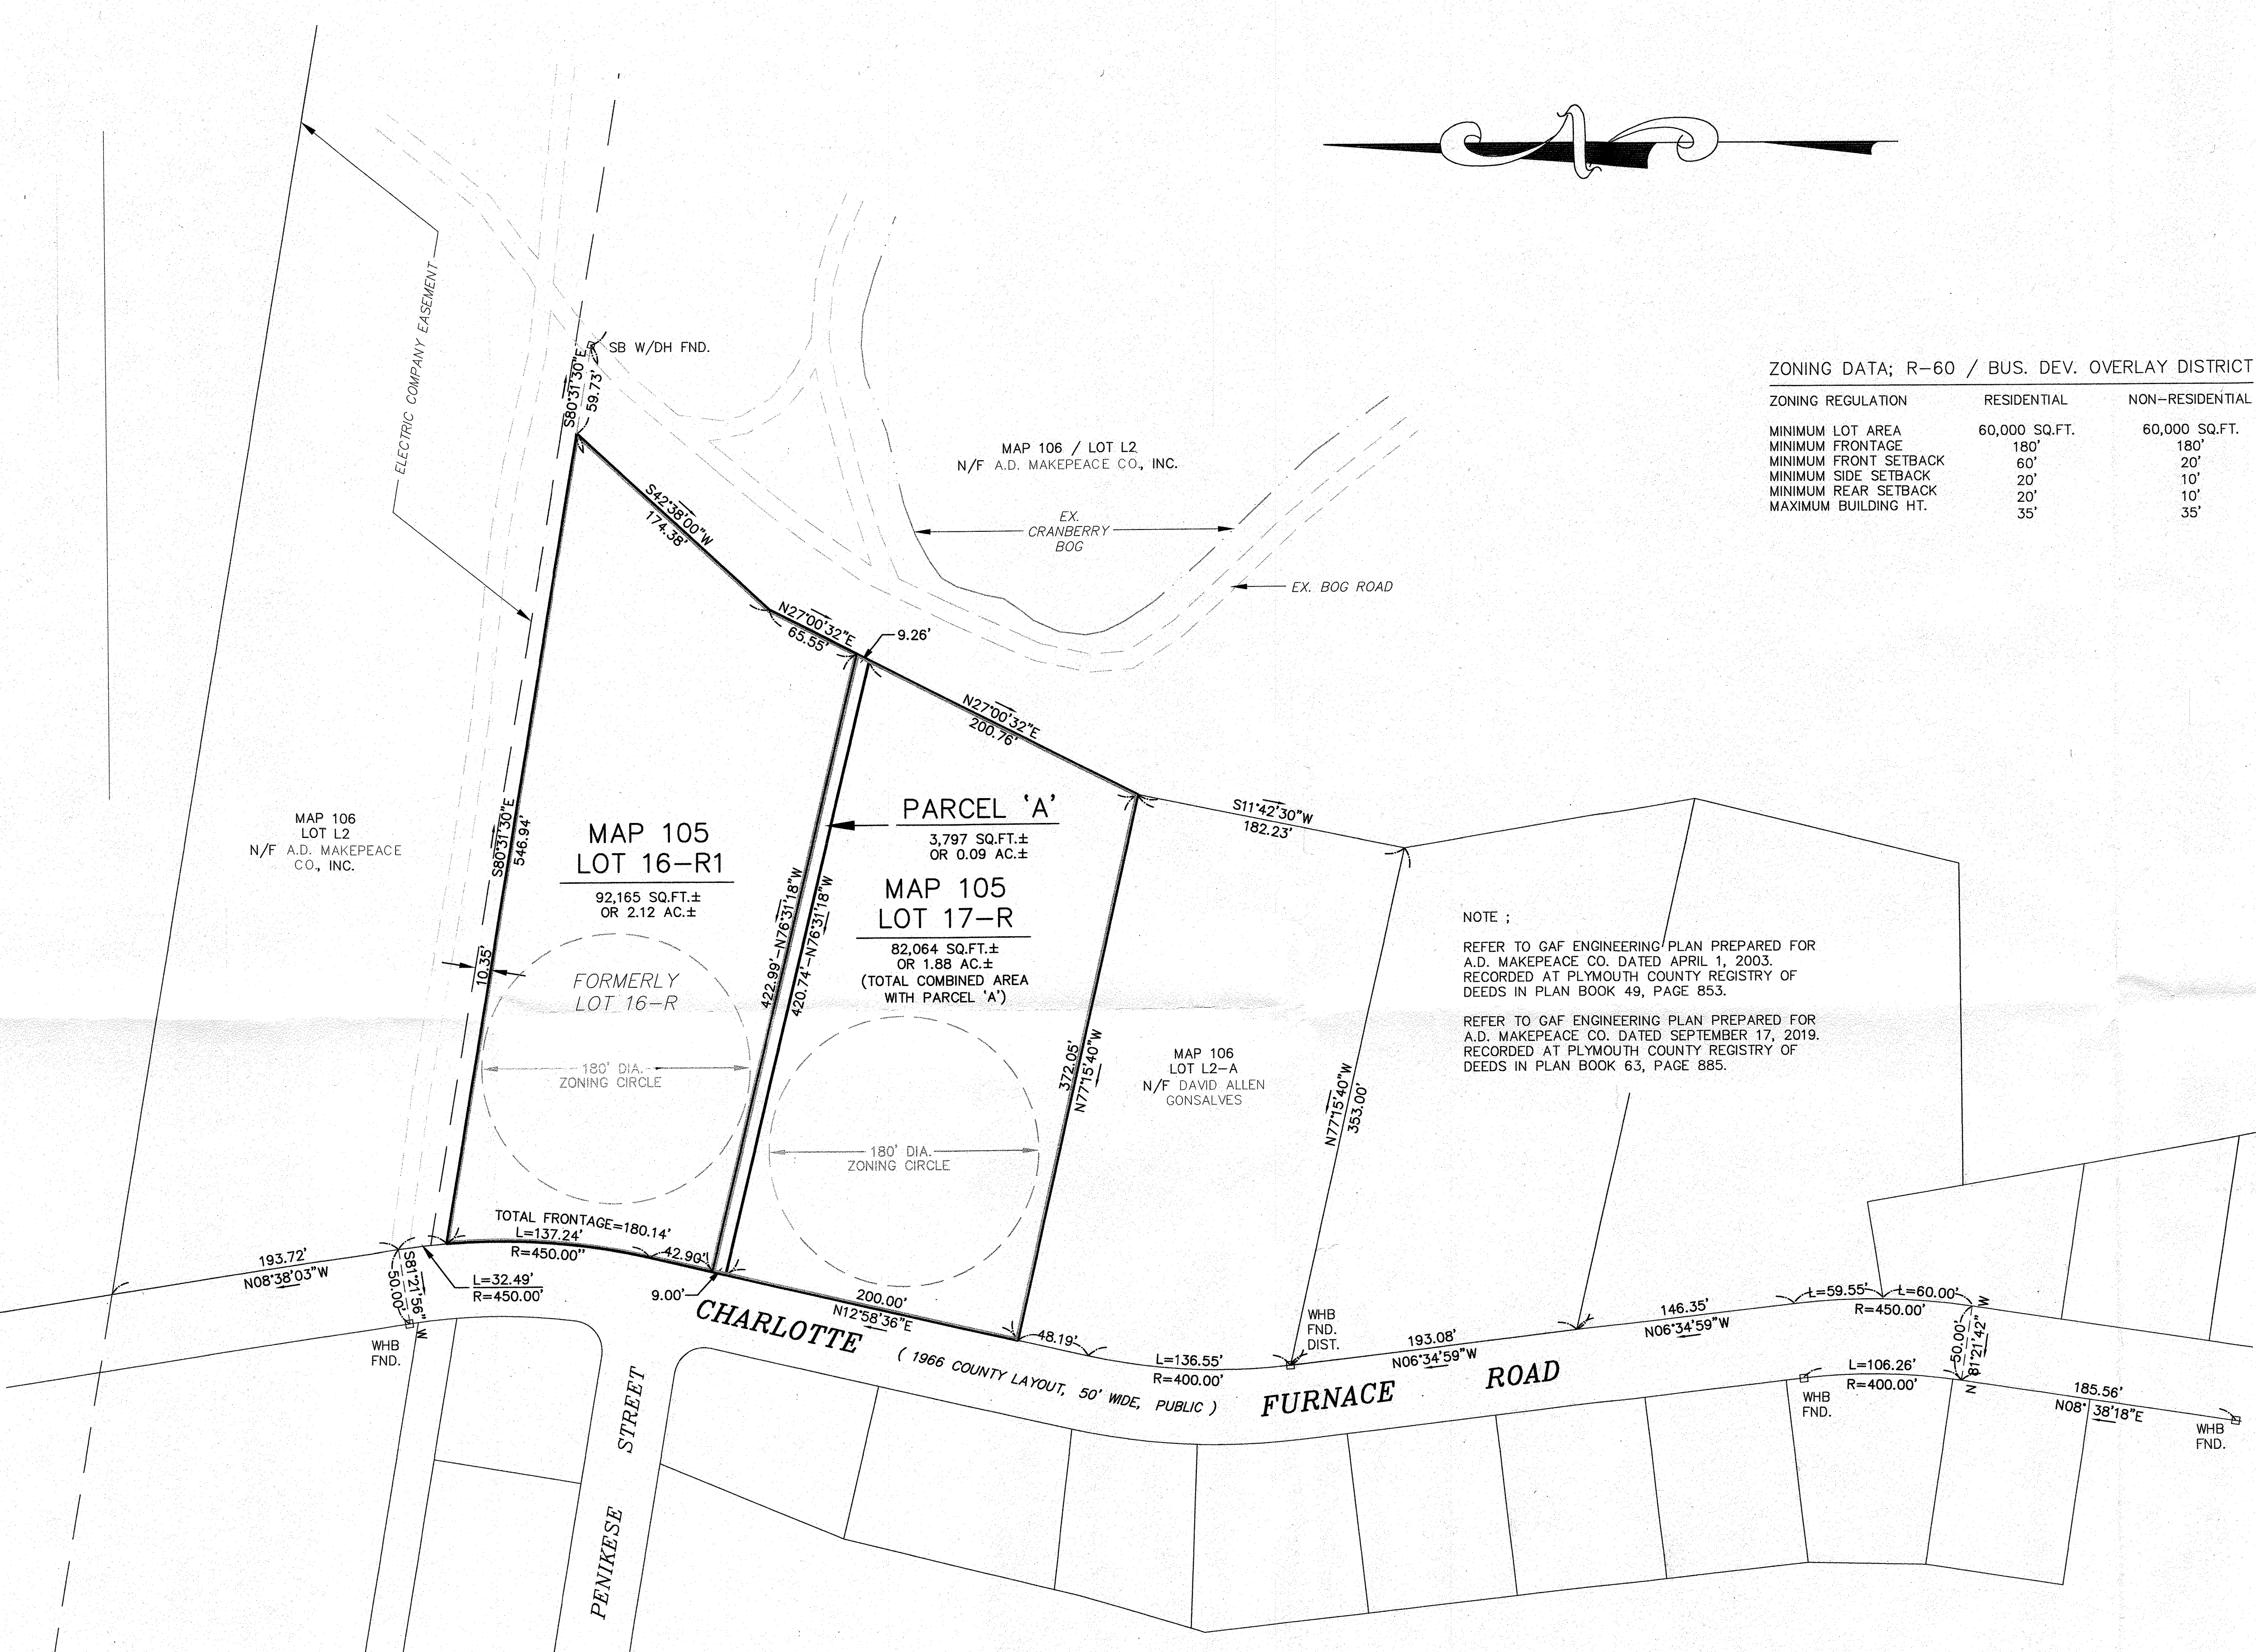 SB W/DH FND.
S80°31'30"E
59.73'
ELECTRIC COMPANY EASEMENT
ZONING DATA; R-60 / BUS. DEV. OVERLAY DISTRICT
ZONING REGULATION RESIDENTIAL NON-RESIDENTIAL
MINIMUM LOT AREA 60,000 SQ.FT. 60,000 SQ.FT.
MINIMUM FRONTAGE 180' 180'
MINIMUM FRONT SETBACK 60' 20'
MINIMUM SIDE SETBACK 20' 10'
MINIMUM REAR SETBACK 20' 10'
MAXIMUM BUILDING HT. 35' 35'
MAP 106 / LOT L2
N/F A.D. MAKEPEACE CO., INC.
EX.
CRANBERRY
BOG
EX. BOG ROAD
S42°38'00"W
174.38'
N27°00'32"E
65.55'
9.26'
N27°00'32"E
200.76'
S11°42'30"W
182.23'
MAP 106
LOT L2
N/F A.D. MAKEPEACE
CO., INC.
S80°31'30"E
546.94'
10.35'
MAP 105
LOT 16-R1
92,165 SQ.FT.±
OR 2.12 AC.±
FORMERLY
LOT 16-R
180' DIA.
ZONING CIRCLE
422.99'-N76°31'18"W
420.74'-N76°31'18"W
PARCEL 'A'
3,797 SQ.FT.±
OR 0.09 AC.±
MAP 105
LOT 17-R
82,064 SQ.FT.±
OR 1.88 AC.±
(TOTAL COMBINED AREA
WITH PARCEL 'A')
180' DIA.
ZONING CIRCLE
372.05'
N77°15'40"W
MAP 106
LOT L2-A
N/F DAVID ALLEN
GONSALVES
N77°15'40"W
353.00'
NOTE ;
REFER TO GAF ENGINEERING PLAN PREPARED FOR
A.D. MAKEPEACE CO. DATED APRIL 1, 2003.
RECORDED AT PLYMOUTH COUNTY REGISTRY OF
DEEDS IN PLAN BOOK 49, PAGE 853.
REFER TO GAF ENGINEERING PLAN PREPARED FOR
A.D. MAKEPEACE CO. DATED SEPTEMBER 17, 2019.
RECORDED AT PLYMOUTH COUNTY REGISTRY OF
DEEDS IN PLAN BOOK 63, PAGE 885.
TOTAL FRONTAGE=180.14'
L=137.24'
R=450.00"
42.90'
193.72'
N08°38'03"W
S81°21'56" W
50.00'
L=32.49'
R=450.00'
WHB
FND.
9.00'
200.00'
N12°58'36"E
48.19'
L=136.55'
R=400.00'
WHB
FND.
DIST.
193.08'
N06°34'59"W
146.35'
N06°34'59"W
L=59.55'
L=60.00'
R=450.00'
50.00'
N 81°21'42" W
L=106.26'
R=400.00'
WHB
FND.
185.56'
N08° 38'18"E
WHB
FND.
CHARLOTTE FURNACE ROAD
( 1966 COUNTY LAYOUT, 50' WIDE, PUBLIC )
PENIKESE STREET